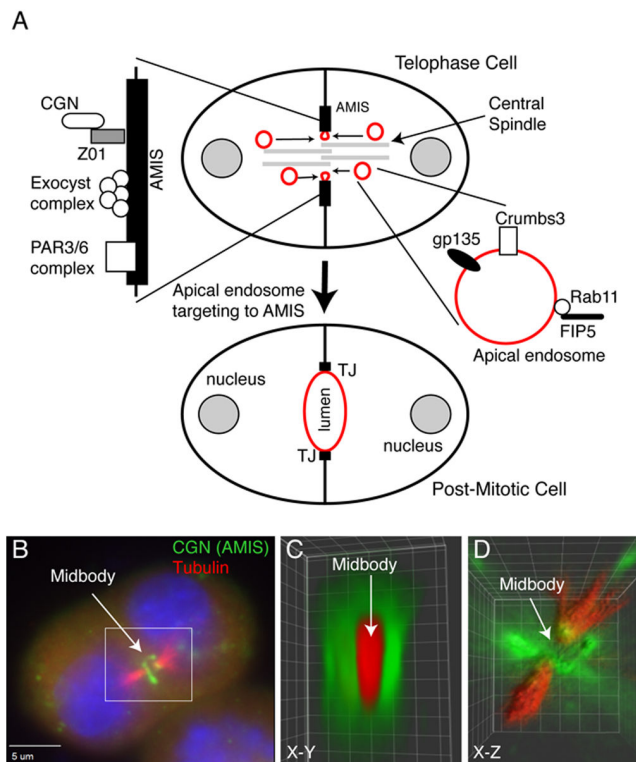 A
Telophase Cell
CGN
Z01
Exocyst
complex
PAR3/6
complex
AMIS
AMIS
Central
Spindle
Crumbs3
gp135
Rab11
FIP5
Apical endosome
Apical endosome
targeting to AMIS
TJ
nucleus
lumen
nucleus
TJ
Post-Mitotic Cell
B
CGN (AMIS)
Tubulin
Midbody
5 um
C
Midbody
X-Y
D
Midbody
X-Z